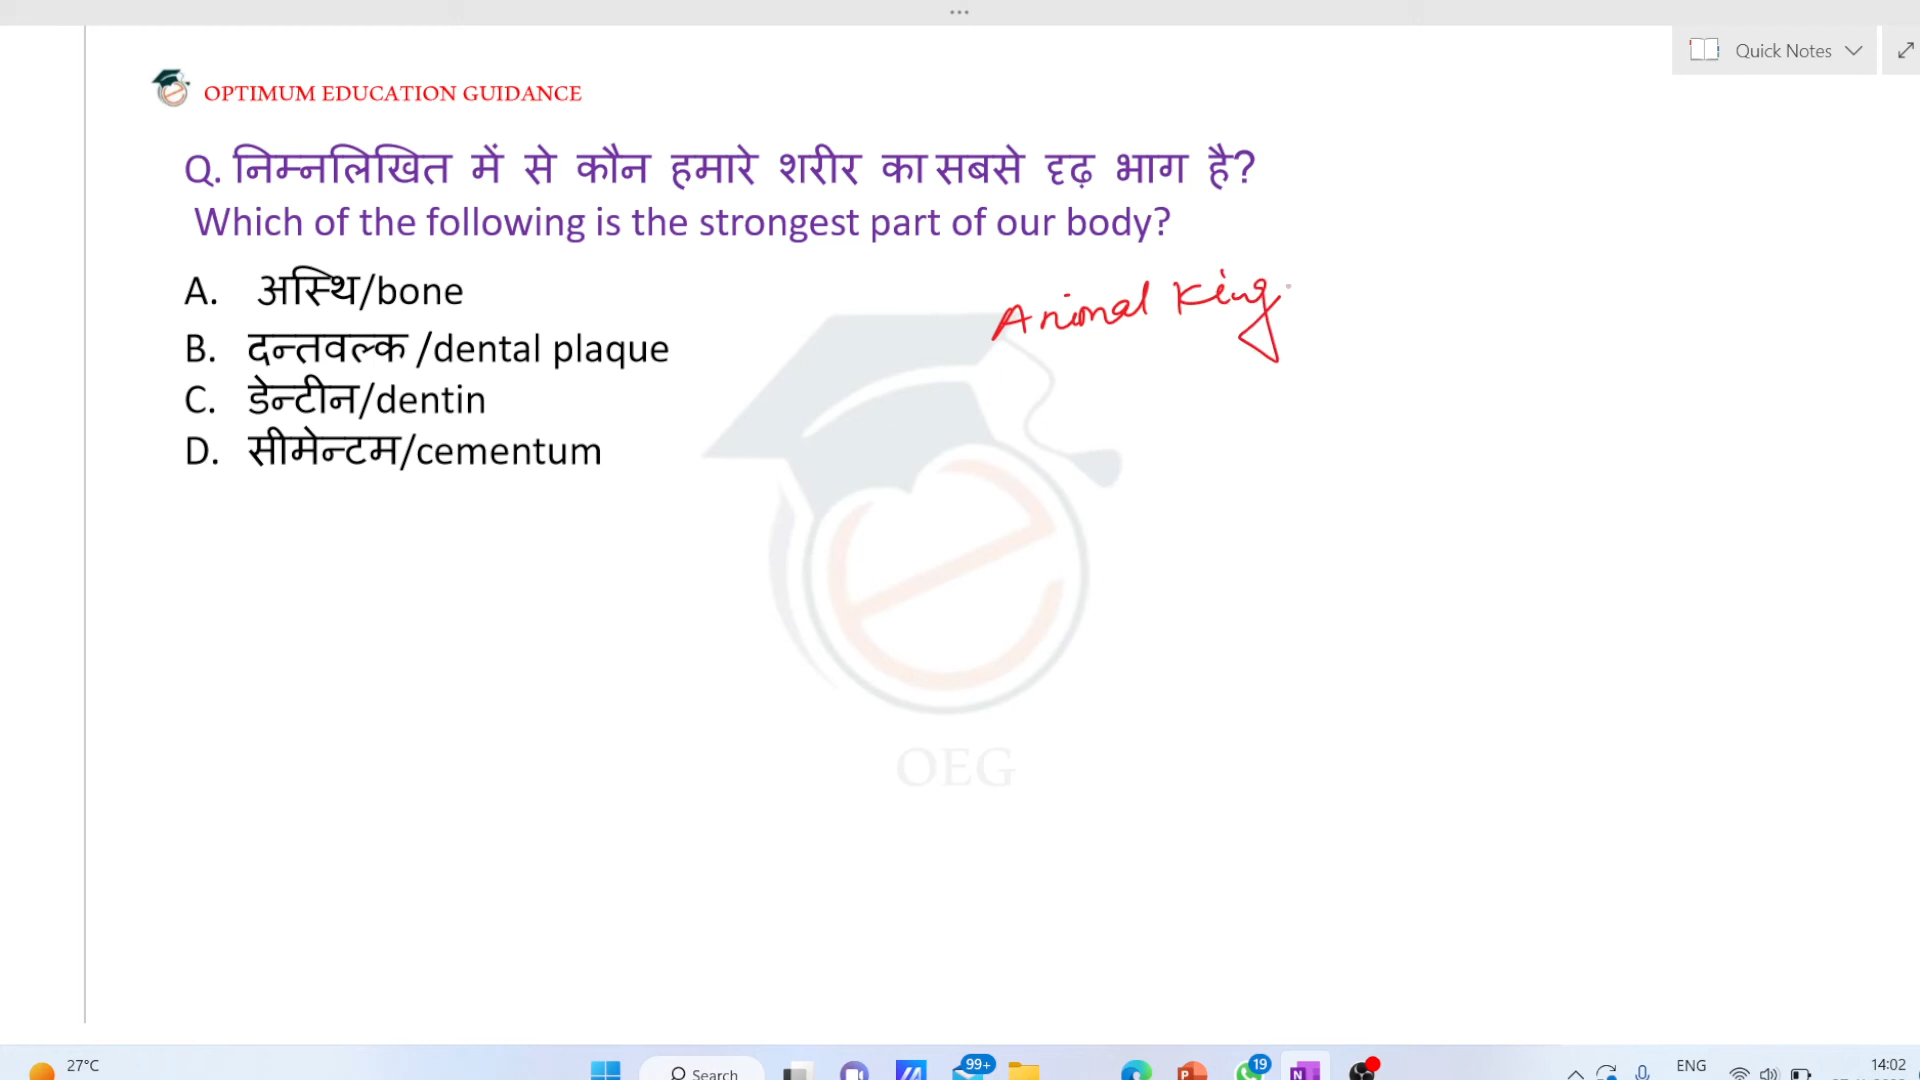 Quick Notes
OPTIMUM EDUCATION GUIDANCE
Q. निम्नलिखित में से कौन हमारे शरीर का सबसे दृढ़ भाग है?
Which of the following is the strongest part of our body?
A. अस्थि/bone
Animal King
B. दन्तवल्क /dental plaque
C. डेन्टीन/dentin
D. सीमेन्टम/cementum
OEG
27°C
Search
99+
19
ENG
14:02